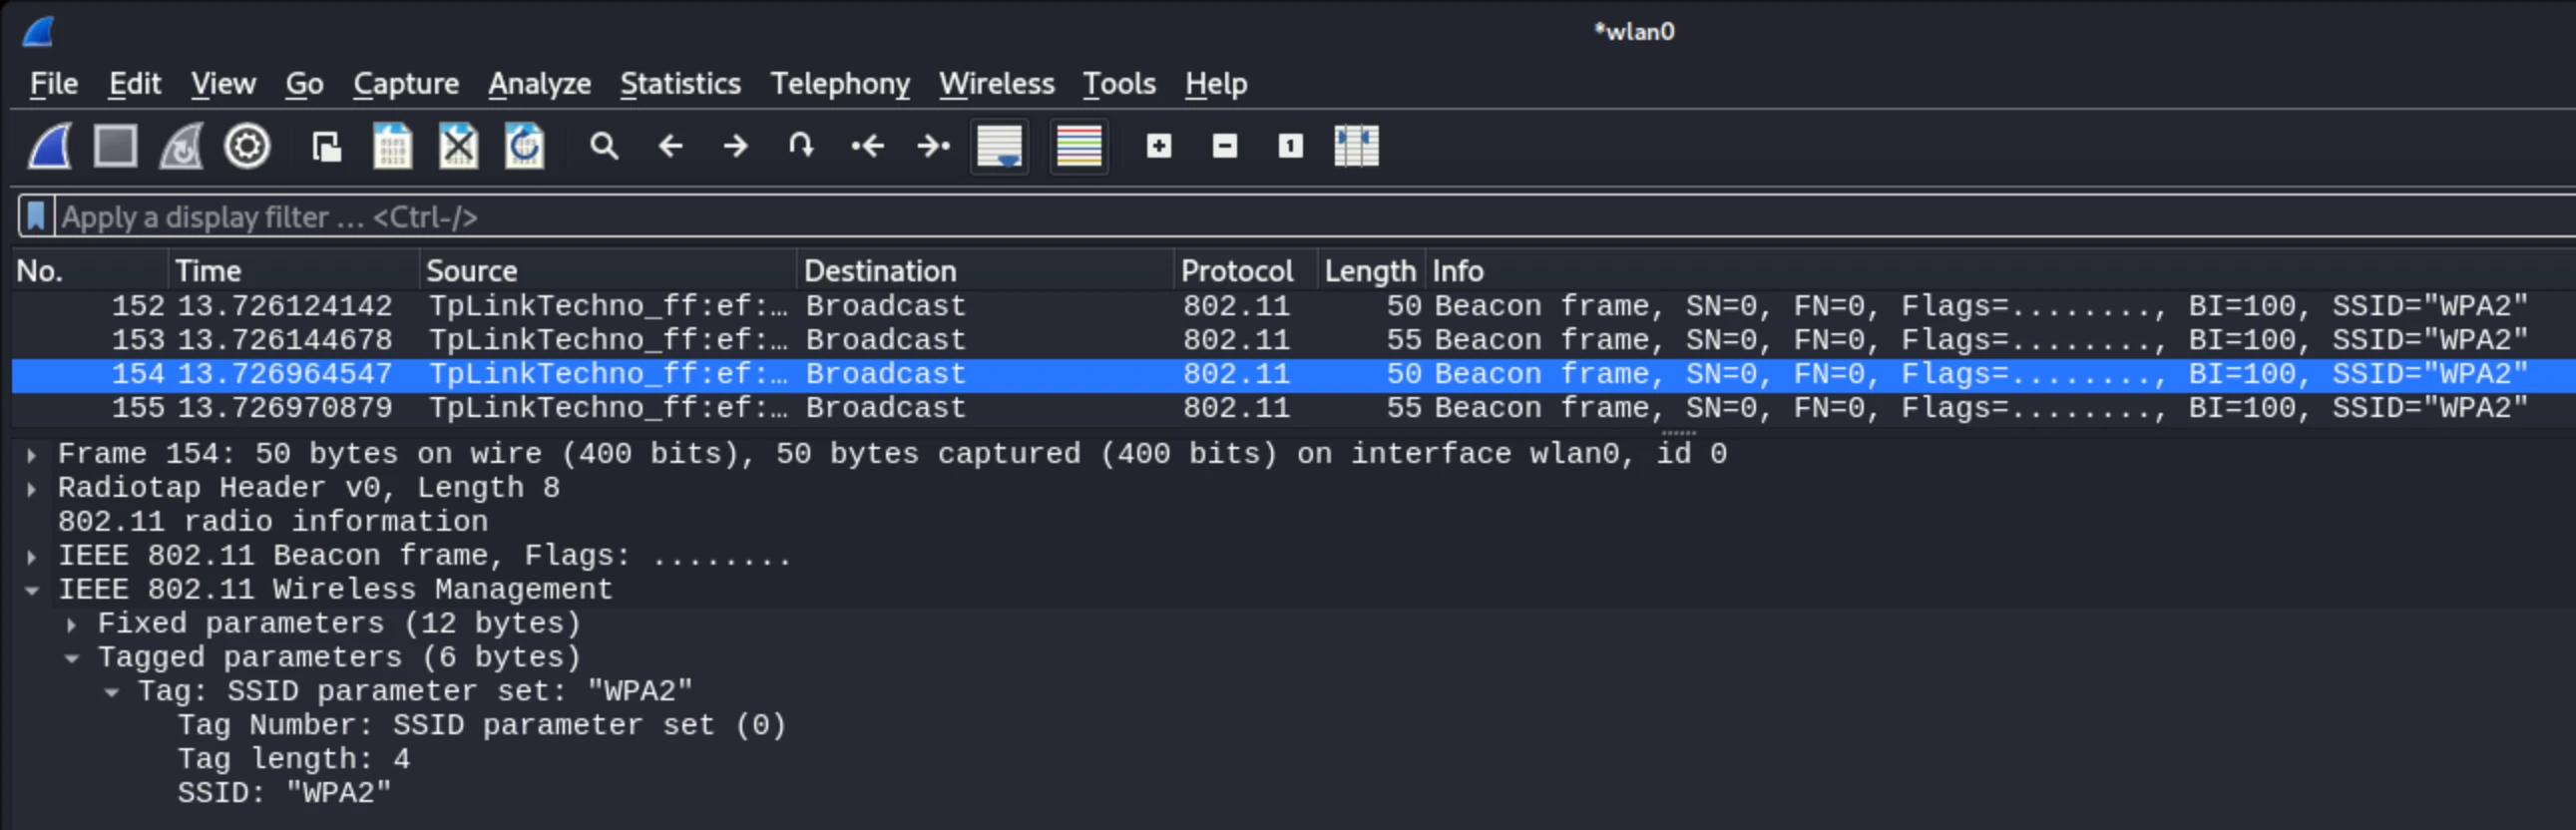 *wlan0
File Edit View Go Capture Analyze Statistics Telephony Wireless Tools Help
Apply a display filter ... <Ctrl-/>
No. Time Source Destination Protocol Length Info
152 13.726124142 TpLinkTechno_ff:ef:… Broadcast 802.11 50 Beacon frame, SN=0, FN=0, Flags=........, BI=100, SSID="WPA2"
153 13.726144678 TpLinkTechno_ff:ef:… Broadcast 802.11 55 Beacon frame, SN=0, FN=0, Flags=........, BI=100, SSID="WPA2"
154 13.726964547 TpLinkTechno_ff:ef:… Broadcast 802.11 50 Beacon frame, SN=0, FN=0, Flags=........, BI=100, SSID="WPA2"
155 13.726970879 TpLinkTechno_ff:ef:… Broadcast 802.11 55 Beacon frame, SN=0, FN=0, Flags=........, BI=100, SSID="WPA2"
Frame 154: 50 bytes on wire (400 bits), 50 bytes captured (400 bits) on interface wlan0, id 0
Radiotap Header v0, Length 8
802.11 radio information
IEEE 802.11 Beacon frame, Flags: ........
IEEE 802.11 Wireless Management
Fixed parameters (12 bytes)
Tagged parameters (6 bytes)
Tag: SSID parameter set: "WPA2"
Tag Number: SSID parameter set (0)
Tag length: 4
SSID: "WPA2"